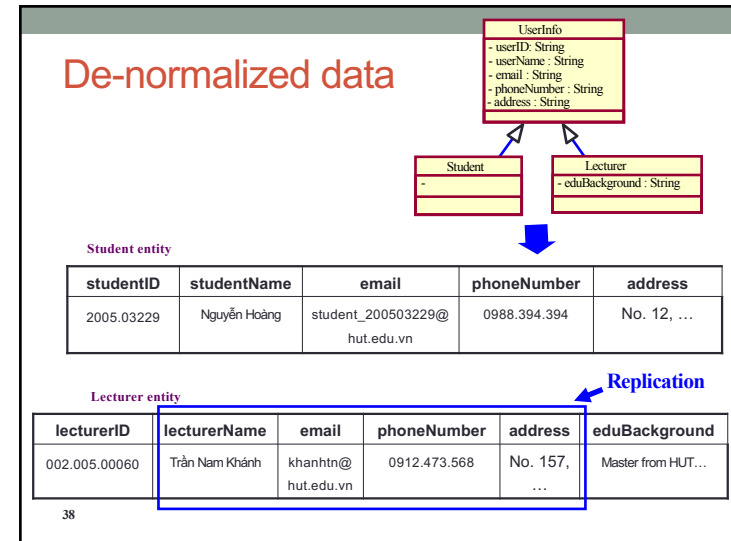 De-normalized data
UserInfo
- userID: String
- userName : String
- email : String
- phoneNumber : String
- address : String
Student
-
Lecturer
- eduBackground : String
Student entity
studentID studentName email phoneNumber address
2005.03229 Nguyễn Hoàng student_200503229@ 0988.394.394 No. 12, …
hut.edu.vn
Replication
Lecturer entity
lecturerID lecturerName email phoneNumber address eduBackground
002.005.00060 Trần Nam Khánh khanhtn@ 0912.473.568 No. 157, Master from HUT…
hut.edu.vn …
38